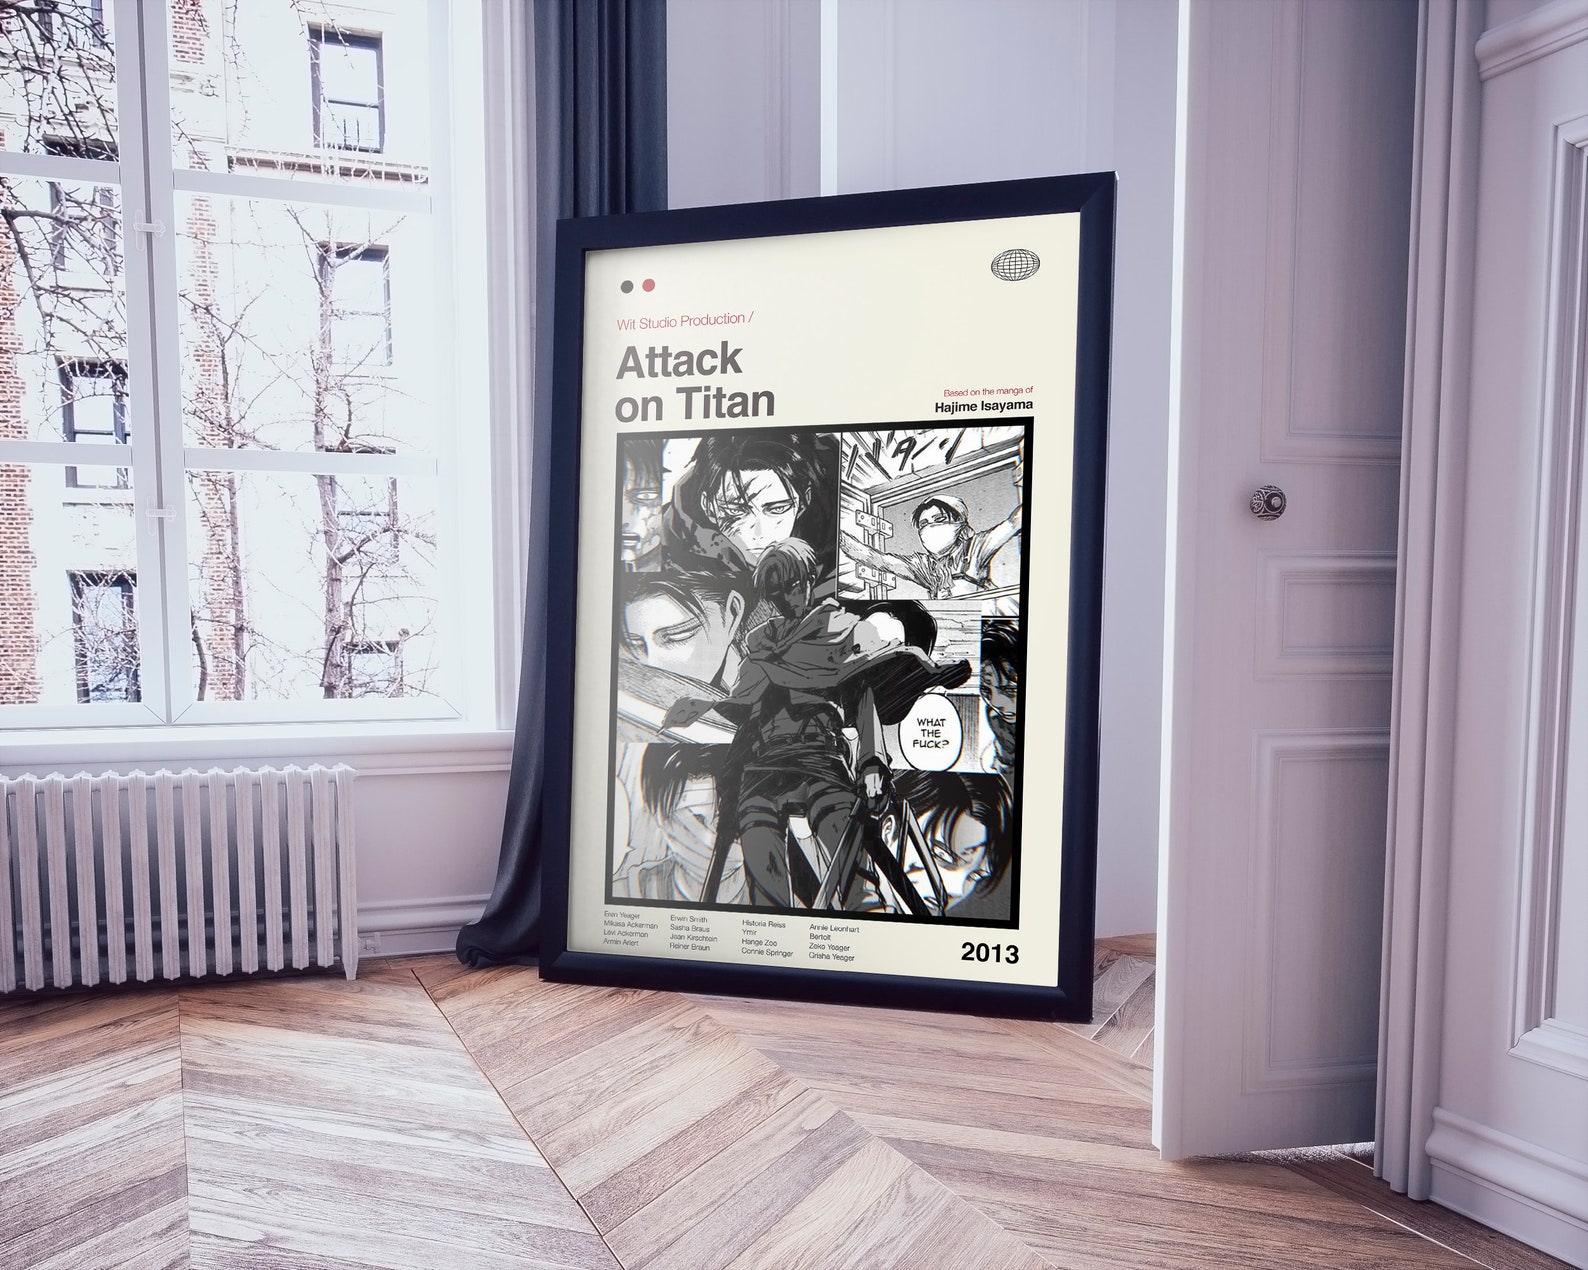 Wit Studio Production /
Attack
on Titan
Based on the manga of
Hajime Isayama
WHAT
THE
FUCK?
Eren Yeager
Mikasa Ackerman
Levi Ackerman
Armin Arlert
Erwin Smith
Sasha Braus
Jean Kirschtein
Reiner Braun
Historia Reiss
Ymir
Hange Zoe
Connie Springer
Annie Leonhart
Bertolt
Zeke Yeager
Grisha Yeager
2013